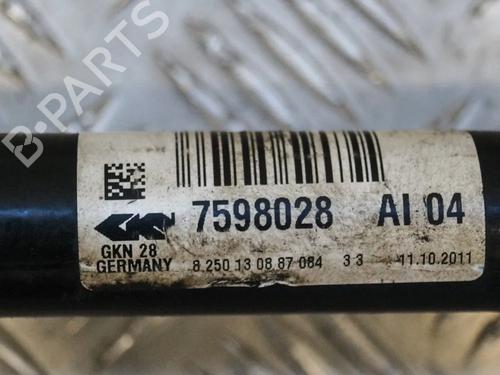 B-PARTS
GKN 7598028 AI 04
GKN 28
GERMANY 8.250 13 08 87 084 3 3 11.10.2011